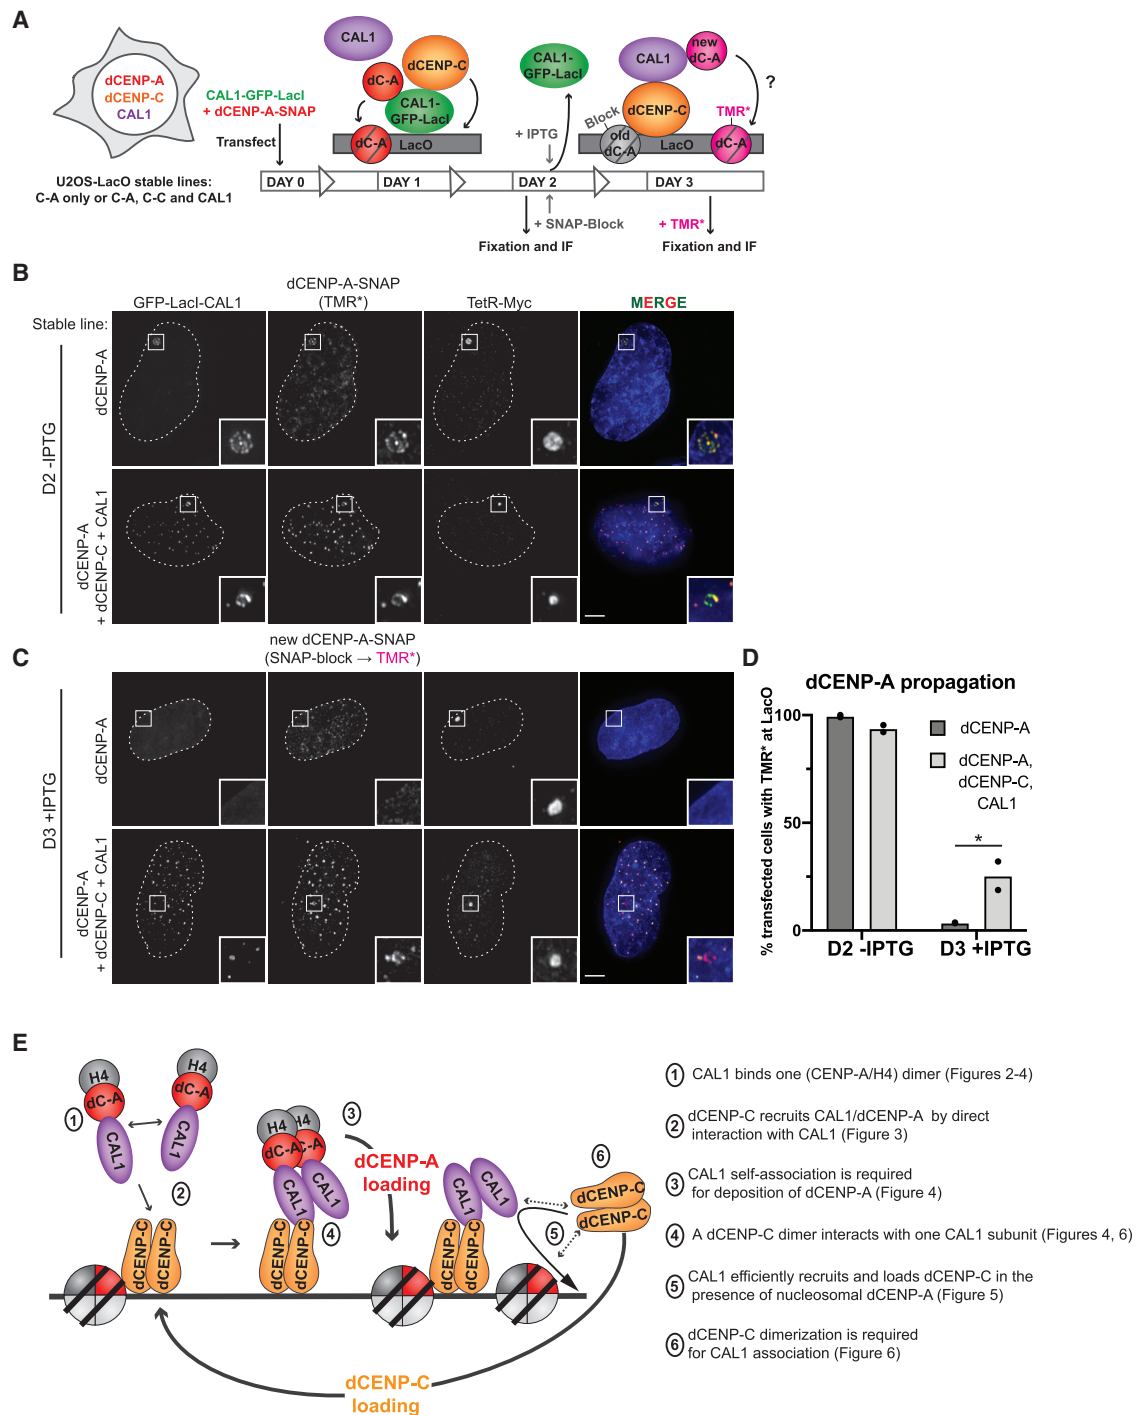 A
dCENP-A
dCENP-C
CAL1
U2OS-LacO stable lines:
C-A only or C-A, C-C and CAL1
CAL1-GFP-LacI
+ dCENP-A-SNAP
Transfect
CAL1
dC-A
dCENP-C
CAL1-
GFP-LacI
dC-A
LacO
CAL1-
GFP-LacI
+ IPTG
CAL1
new
dC-A
dCENP-C
?
Block
old
dC-A
LacO
TMR*
dC-A
DAY 0
DAY 1
DAY 2
DAY 3
+ SNAP-Block
+ TMR*
Fixation and IF
Fixation and IF
B
GFP-LacI-CAL1
dCENP-A-SNAP
(TMR*)
TetR-Myc
MERGE
Stable line:
D2 -IPTG
dCENP-A
dCENP-A
+ dCENP-C + CAL1
C
new dCENP-A-SNAP
(SNAP-block → TMR*)
D3 +IPTG
dCENP-A
dCENP-A
+ dCENP-C + CAL1
D
dCENP-A propagation
% transfected cells with TMR* at LacO
100
50
0
dCENP-A
dCENP-A,
dCENP-C,
CAL1
*
D2 -IPTG
D3 +IPTG
E
H4
dC-A
CAL1
1
H4
dC-A
CAL1
2
dCENP-C
dCENP-C
H4
H4
dC-A
C-A
CAL1
CAL1
3
4
dCENP-C
dCENP-C
dCENP-A
loading
CAL1
CAL1
dCENP-C
dCENP-C
5
6
dCENP-C
dCENP-C
dCENP-C
loading
1 CAL1 binds one (CENP-A/H4) dimer (Figures 2-4)
2 dCENP-C recruits CAL1/dCENP-A by direct
interaction with CAL1 (Figure 3)
3 CAL1 self-association is required
for deposition of dCENP-A (Figure 4)
4 A dCENP-C dimer interacts with one CAL1 subunit (Figures 4, 6)
5 CAL1 efficiently recruits and loads dCENP-C in the
presence of nucleosomal dCENP-A (Figure 5)
6 dCENP-C dimerization is required
for CAL1 association (Figure 6)